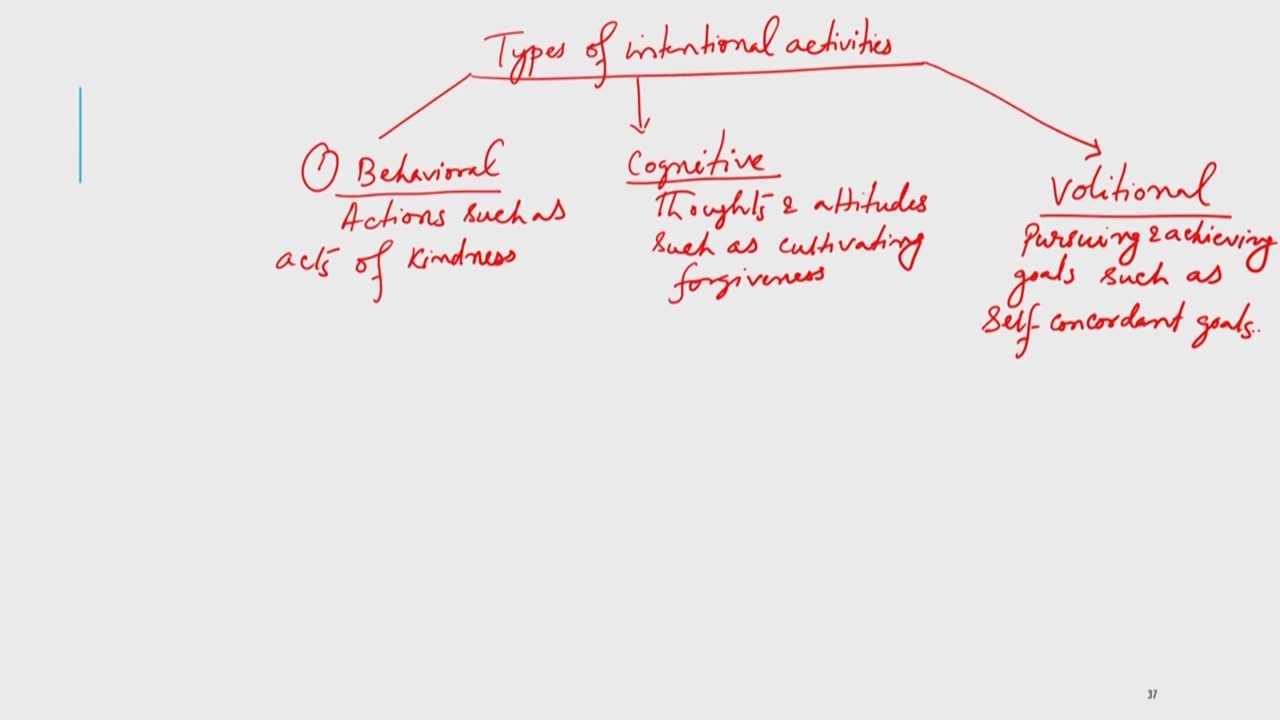 Types of intentional activities
① Behavioral
Actions such as
acts of kindness
Cognitive
Thoughts & attitudes
such as cultivating
forgiveness
Volitional
Pursuing & achieving
goals such as
Self-concordant goals..
37